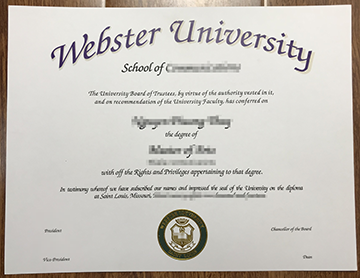 Webster University
School of
The University Board of Trustees, by virtue of the authority vested in it,
and on recommendation of the University Faculty, has conferred on
the degree of
with off the Rights and Privileges appertaining to that degree.
In testimony whereof we have subscribed our names and impressed the seal of the University on the diploma
at Saint Louis, Missouri,
President
Chancellor of the Board
Vice-President
Dated